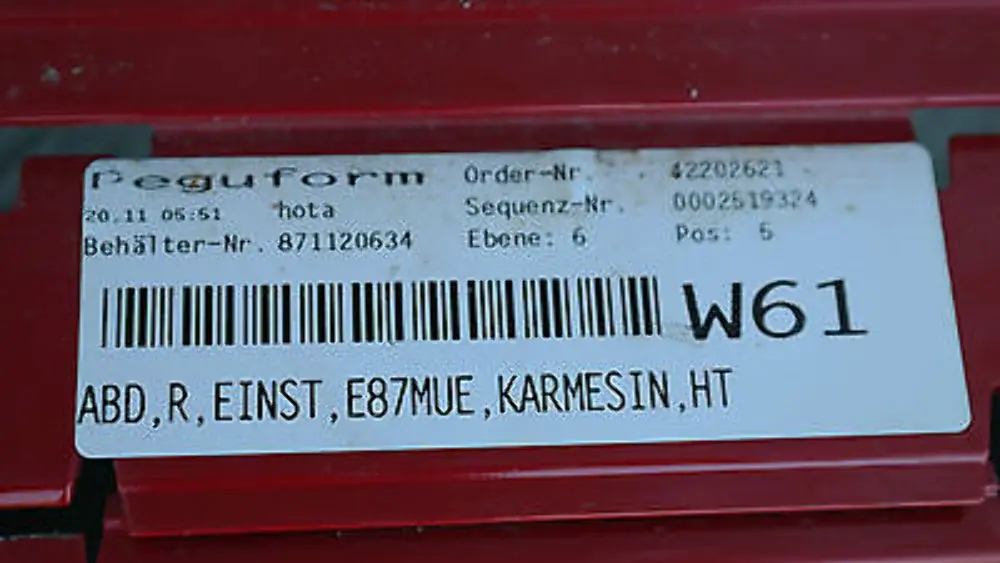 Peguform Order-Nr. 42202621
20.11 05:51 hota Sequenz-Nr. 0002519324
Behälter-Nr. 871120634 Ebene: 6 Pos: 5
W61
ABD,R,EINST,E87MUE,KARMESIN,HT